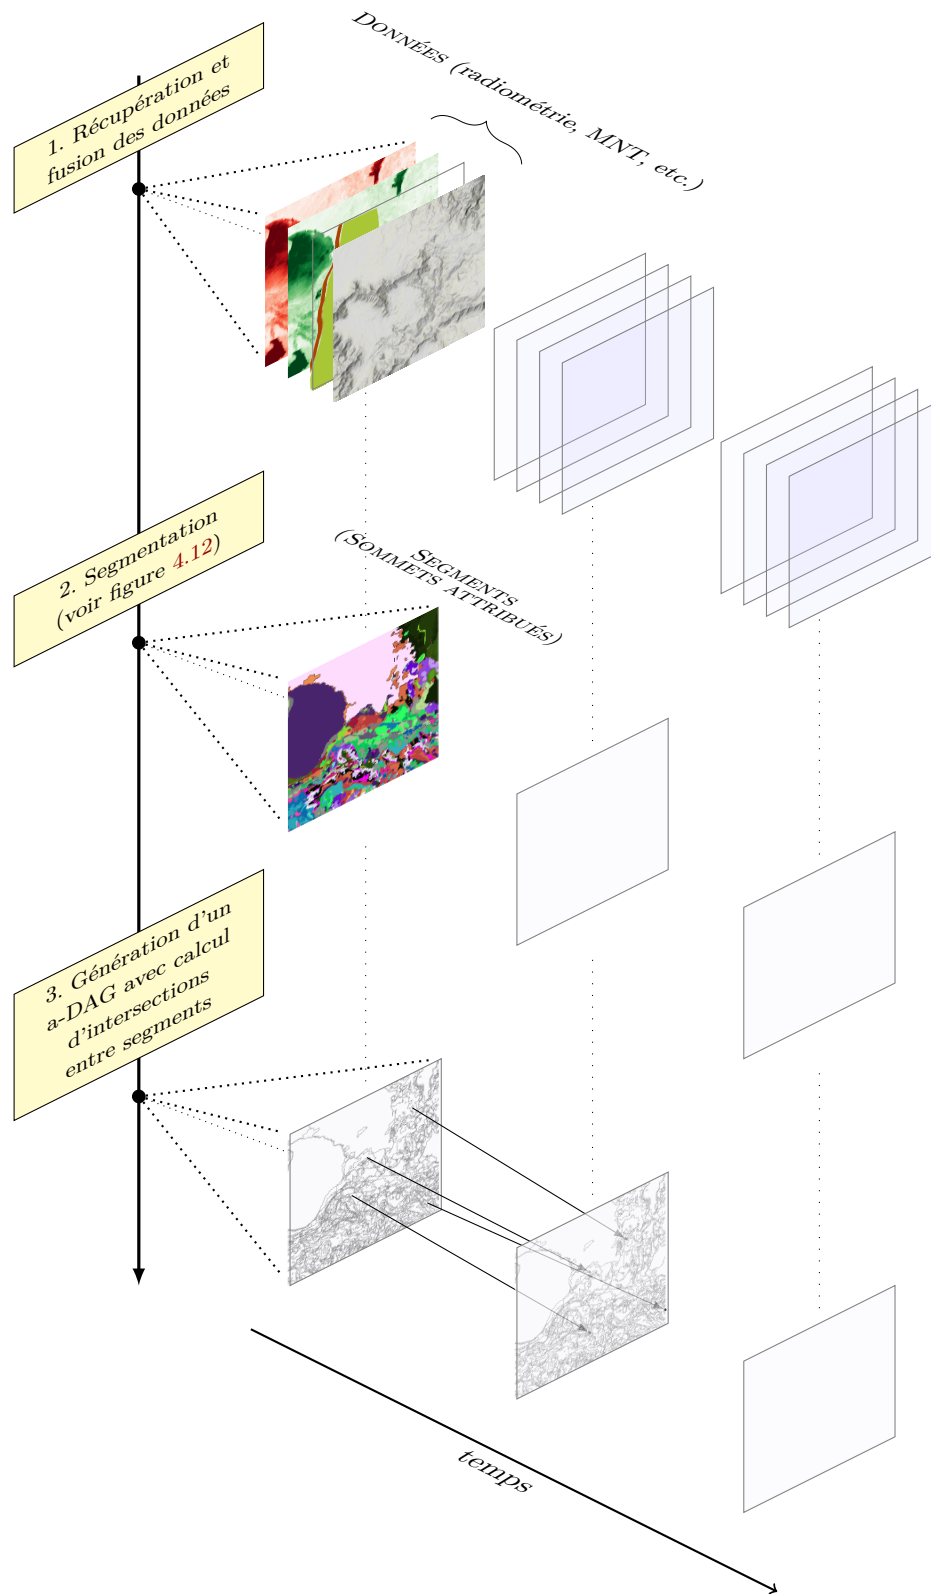 DONNÉES (radiométrie, MNT, etc.)
1. Récupération et
fusion des données
2. Segmentation
(voir figure 4.12)
SEGMENTS
(SOMMETS ATTRIBUÉS)
3. Génération d'un
a-DAG avec calcul
d'intersections
entre segments
temps